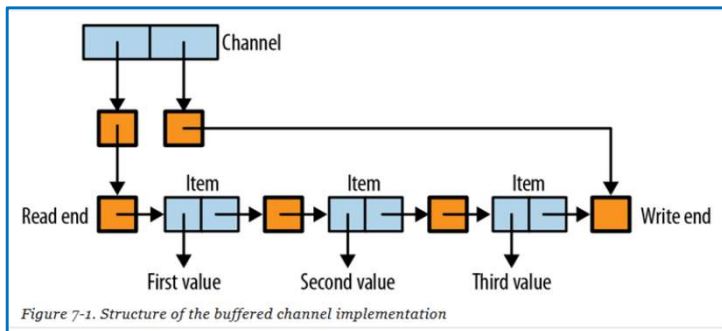 Channel
Item Item Item
Read end Write end
First value Second value Third value
Figure 7-1. Structure of the buffered channel implementation